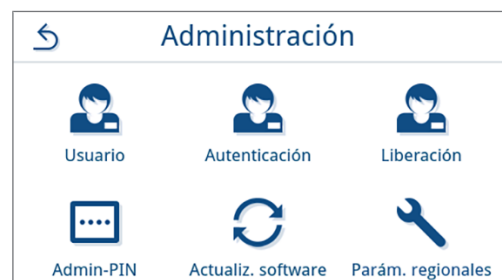 Administración
Usuario Autenticación Liberación
Admin-PIN Actualiz. software Parám. regionales